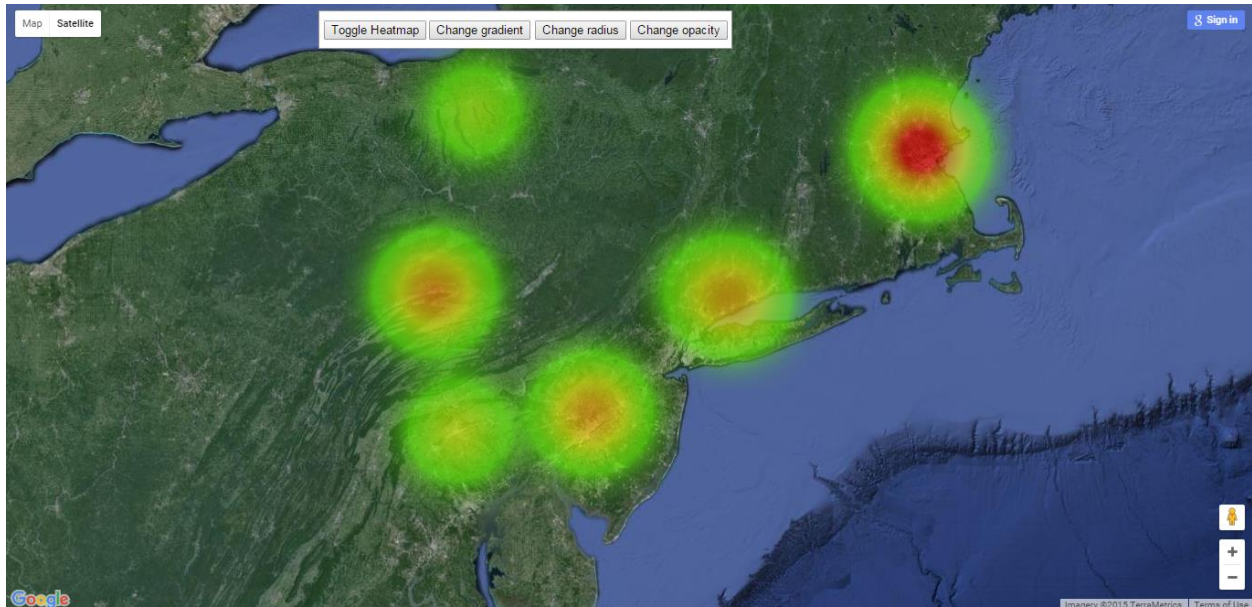 Map Satellite
Toggle Heatmap Change gradient Change radius Change opacity
8 Sign in
+
−
Google
Imagery ©2015 TerraMetrics Terms of Use